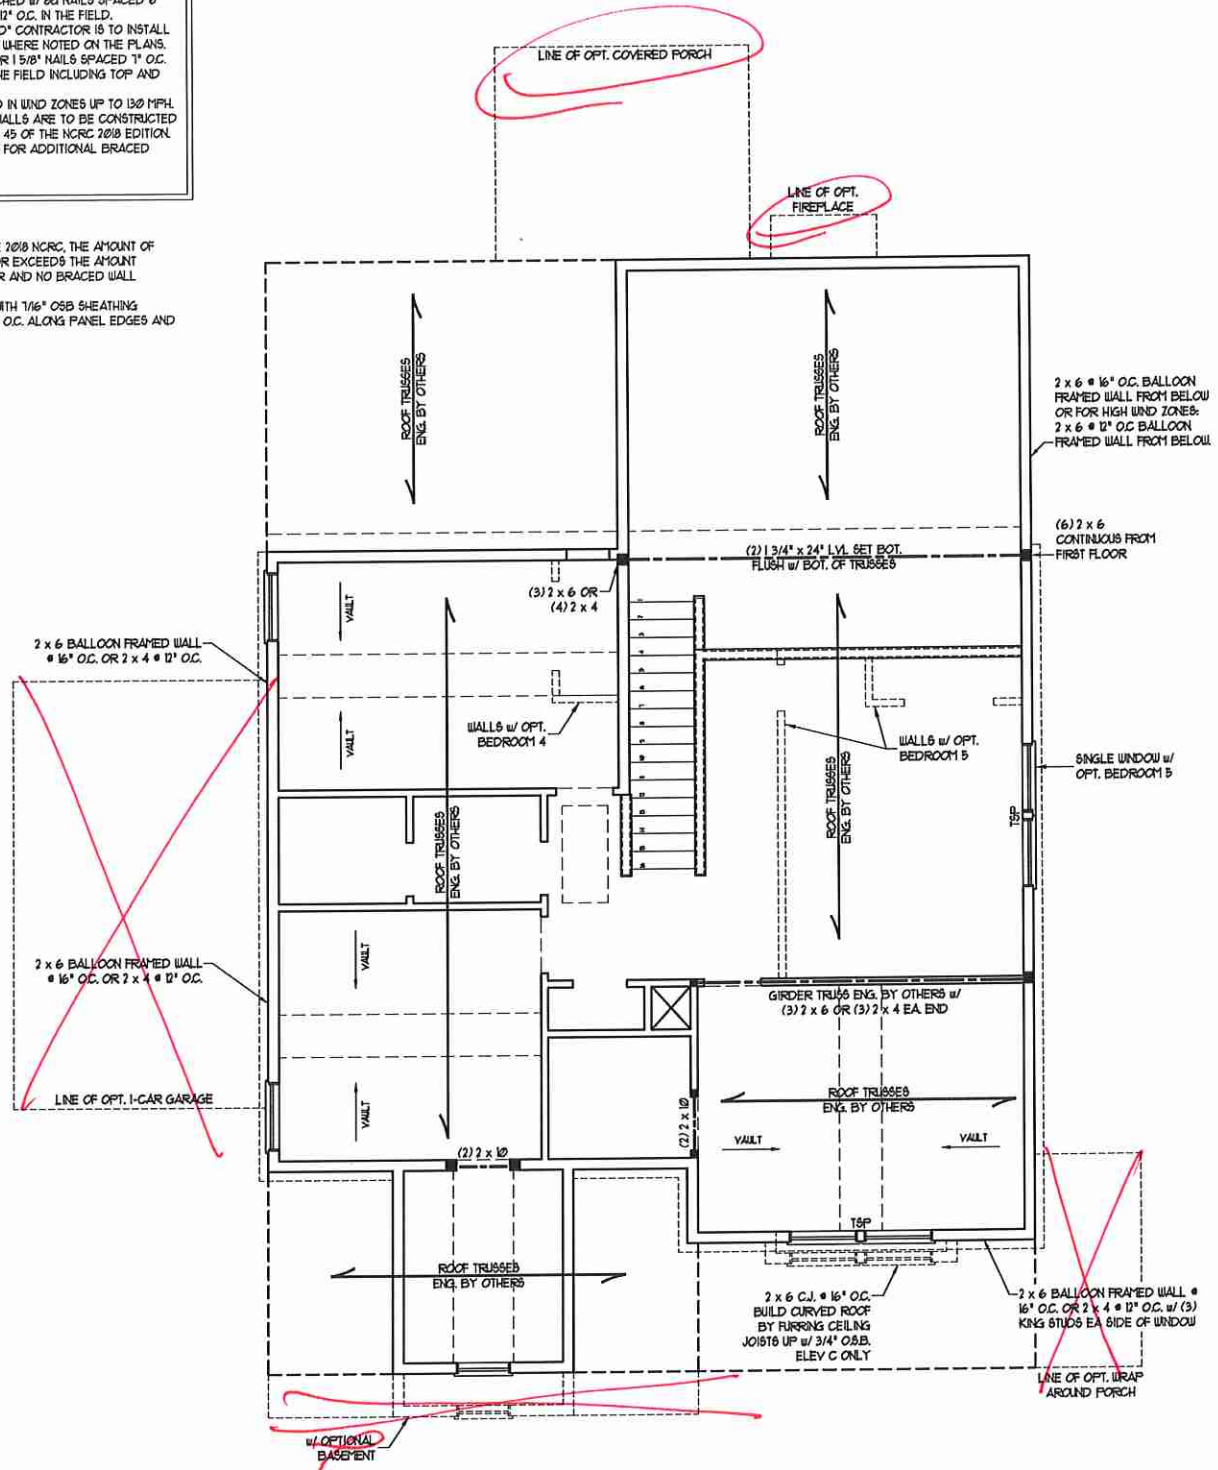 12" O.C. IN THE FIELD.
D" CONTRACTOR IS TO INSTALL
WHERE NOTED ON THE PLANS.
R 1 5/8" NAILS SPACED 7" O.C.
HE FIELD INCLUDING TOP AND
D IN WIND ZONES UP TO 130 MPH.
WALLS ARE TO BE CONSTRUCTED
45 OF THE NCRC 2018 EDITION.
FOR ADDITIONAL BRACED
E 2018 NCRC, THE AMOUNT OF
OR EXCEEDS THE AMOUNT
R AND NO BRACED WALL
ITH 7/16" OSB SHEATHING
O.C. ALONG PANEL EDGES AND
LINE OF OPT. COVERED PORCH
LINE OF OPT.
FIREPLACE
ROOF TRUSSES
ENG. BY OTHERS
ROOF TRUSSES
ENG. BY OTHERS
2 x 6 @ 16" O.C. BALLOON
FRAMED WALL FROM BELOW
OR FOR HIGH WIND ZONES:
2 x 6 @ 12" O.C BALLOON
FRAMED WALL FROM BELOW.
(6) 2 x 6
CONTINUOUS FROM
FIRST FLOOR
(2) 1 3/4" x 24" LVL SET BOT.
FLUSH w/ BOT. OF TRUSSES
(3) 2 x 6 OR
(4) 2 x 4
VAULT
2 x 6 BALLOON FRAMED WALL
@ 16" O.C. OR 2 x 4 @ 12" O.C.
VAULT
WALLS w/ OPT.
BEDROOM 4
WALLS w/ OPT.
BEDROOM 5
SINGLE WINDOW w/
OPT. BEDROOM 5
TSP
ROOF TRUSSES
ENG. BY OTHERS
ROOF TRUSSES
ENG. BY OTHERS
VAULT
2 x 6 BALLOON FRAMED WALL
@ 16" O.C. OR 2 x 4 @ 12" O.C.
GIRDER TRUSS ENG. BY OTHERS w/
(3) 2 x 6 OR (3) 2 x 4 EA. END
LINE OF OPT. 1-CAR GARAGE
VAULT
(2) 2 x 10
ROOF TRUSSES
ENG. BY OTHERS
VAULT
VAULT
(2) 2 x 10
TSP
ROOF TRUSSES
ENG. BY OTHERS
2 x 6 C.J. @ 16" O.C.
BUILD CURVED ROOF
BY FURRING CEILING
JOISTS UP w/ 3/4" O.S.B.
ELEV C ONLY
2 x 6 BALLOON FRAMED WALL @
16" O.C. OR 2 x 4 @ 12" O.C. w/ (3)
KING STUDS EA SIDE OF WINDOW
LINE OF OPT. WRAP
AROUND PORCH
w/ OPTIONAL
BASEMENT